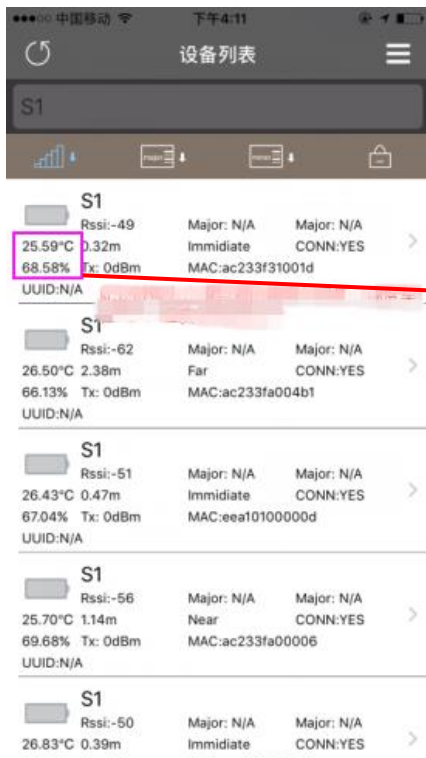 中国移动 下午4:11
设备列表
S1
major minor
S1
Rssi:-49 Major: N/A Major: N/A
25.59°C 0.32m Immidiate CONN:YES
68.58% Tx: 0dBm MAC:ac233f31001d
UUID:N/A
S1
Rssi:-62 Major: N/A Major: N/A
26.50°C 2.38m Far CONN:YES
66.13% Tx: 0dBm MAC:ac233fa004b1
UUID:N/A
S1
Rssi:-51 Major: N/A Major: N/A
26.43°C 0.47m Immidiate CONN:YES
67.04% Tx: 0dBm MAC:eea10100000d
UUID:N/A
S1
Rssi:-56 Major: N/A Major: N/A
25.70°C 1.14m Near CONN:YES
69.68% Tx: 0dBm MAC:ac233fa00006
UUID:N/A
S1
Rssi:-50 Major: N/A Major: N/A
26.83°C 0.39m Immidiate CONN:YES